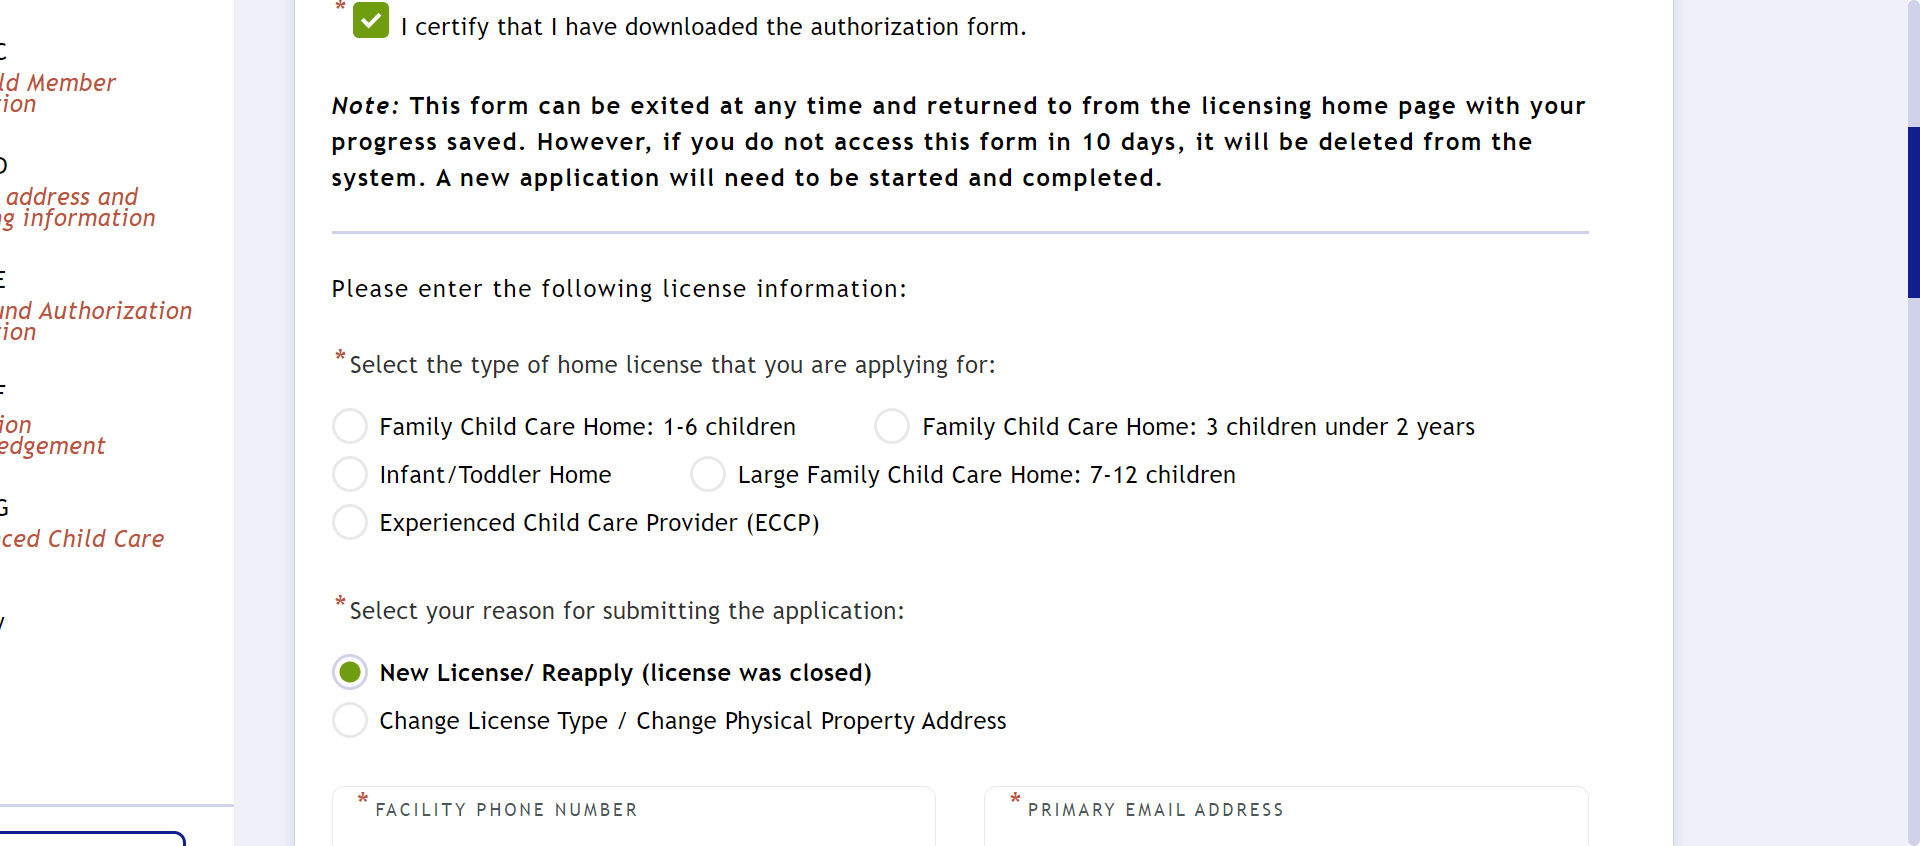 C
ld Member
ion
D
address and
ng information
E
und Authorization
ion
F
ion
edgement
G
ced Child Care
y
* I certify that I have downloaded the authorization form.
Note: This form can be exited at any time and returned to from the licensing home page with your
progress saved. However, if you do not access this form in 10 days, it will be deleted from the
system. A new application will need to be started and completed.
Please enter the following license information:
*Select the type of home license that you are applying for:
Family Child Care Home: 1-6 children
Family Child Care Home: 3 children under 2 years
Infant/Toddler Home
Large Family Child Care Home: 7-12 children
Experienced Child Care Provider (ECCP)
*Select your reason for submitting the application:
New License/ Reapply (license was closed)
Change License Type / Change Physical Property Address
* FACILITY PHONE NUMBER
* PRIMARY EMAIL ADDRESS